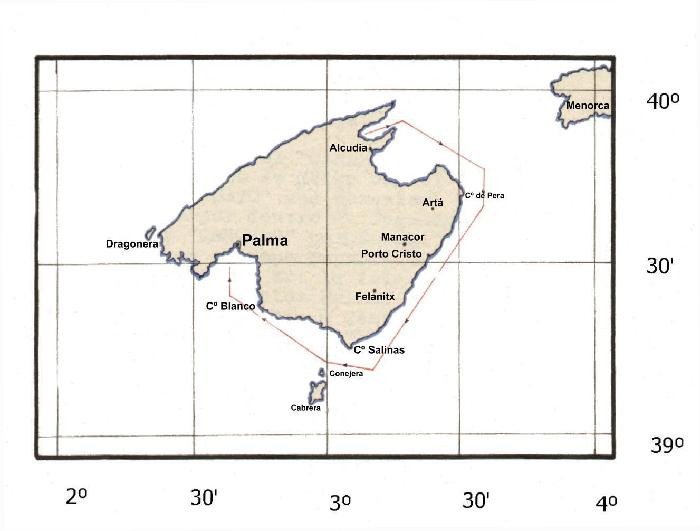 40º
Menorca
Alcudia
Cº de Pera
Artá
Manacor
Dragonera
Palma
Porto Cristo
30'
Felanitx
Cº Blanco
Cº Salinas
Conejera
Cabrera
39º
2º 30' 3º 30' 4º